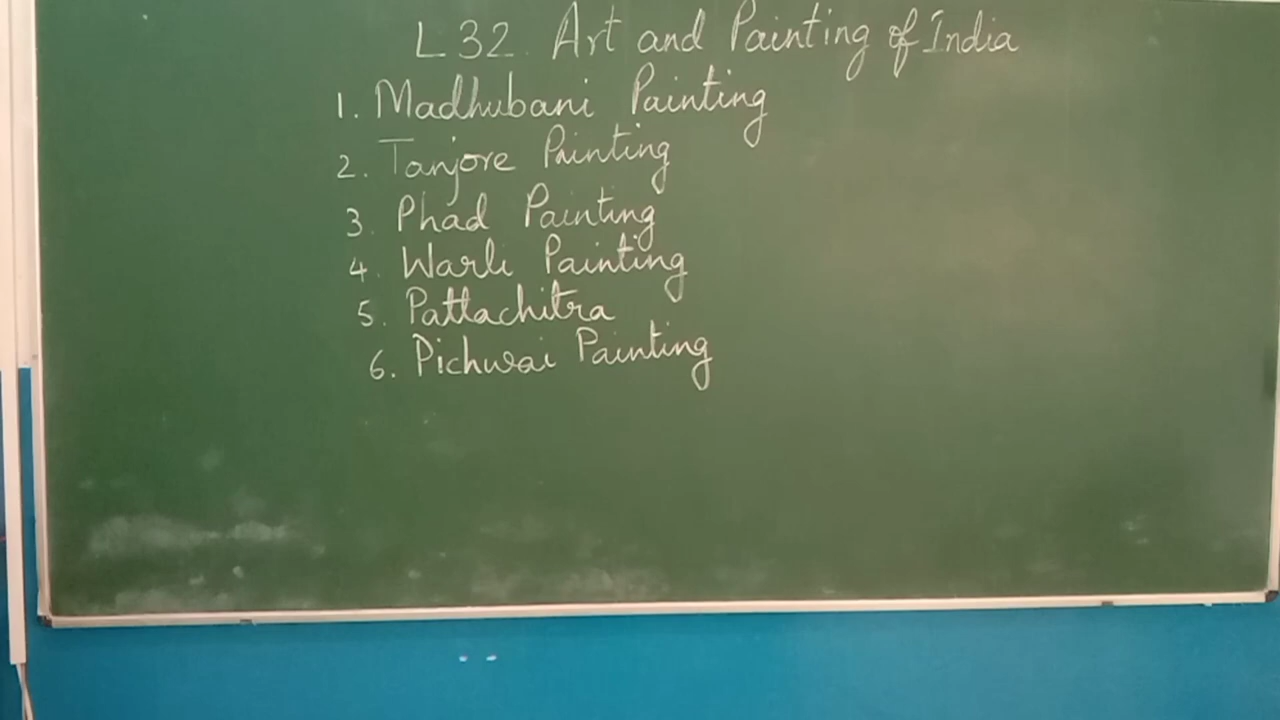 L 32. Art and Painting of India
1. Madhubani Painting
2. Tanjore Painting
3. Phad Painting
4. Warli Painting
5. Pattachitra
6. Pichwai Painting